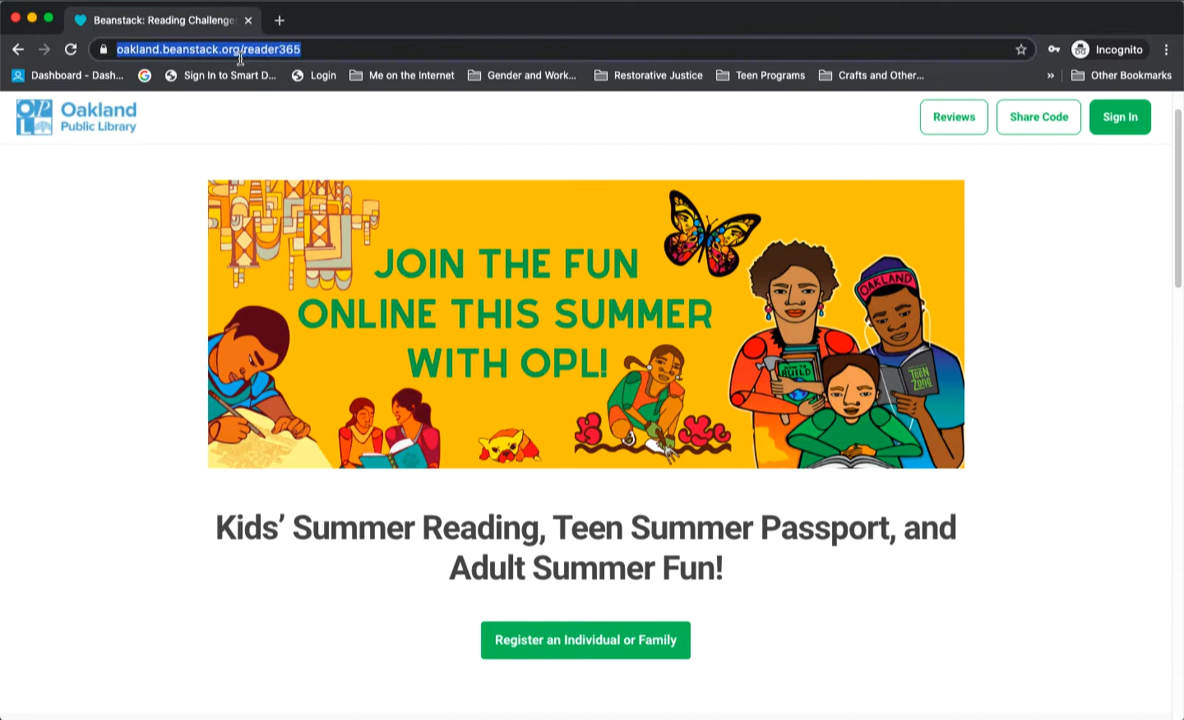 Beanstack: Reading Challenge
oakland.beanstack.org/reader365
Incognito
Dashboard - Dash...
Sign In to Smart D...
Login
Me on the Internet
Gender and Work...
Restorative Justice
Teen Programs
Crafts and Other...
»
Other Bookmarks
OPL
Oakland
Public Library
Reviews
Share Code
Sign In
JOIN THE FUN
ONLINE THIS SUMMER
WITH OPL!
OAKLAND
HOW TO
BUILD
TEEN
ZONE
Kids’ Summer Reading, Teen Summer Passport, and
Adult Summer Fun!
Register an Individual or Family